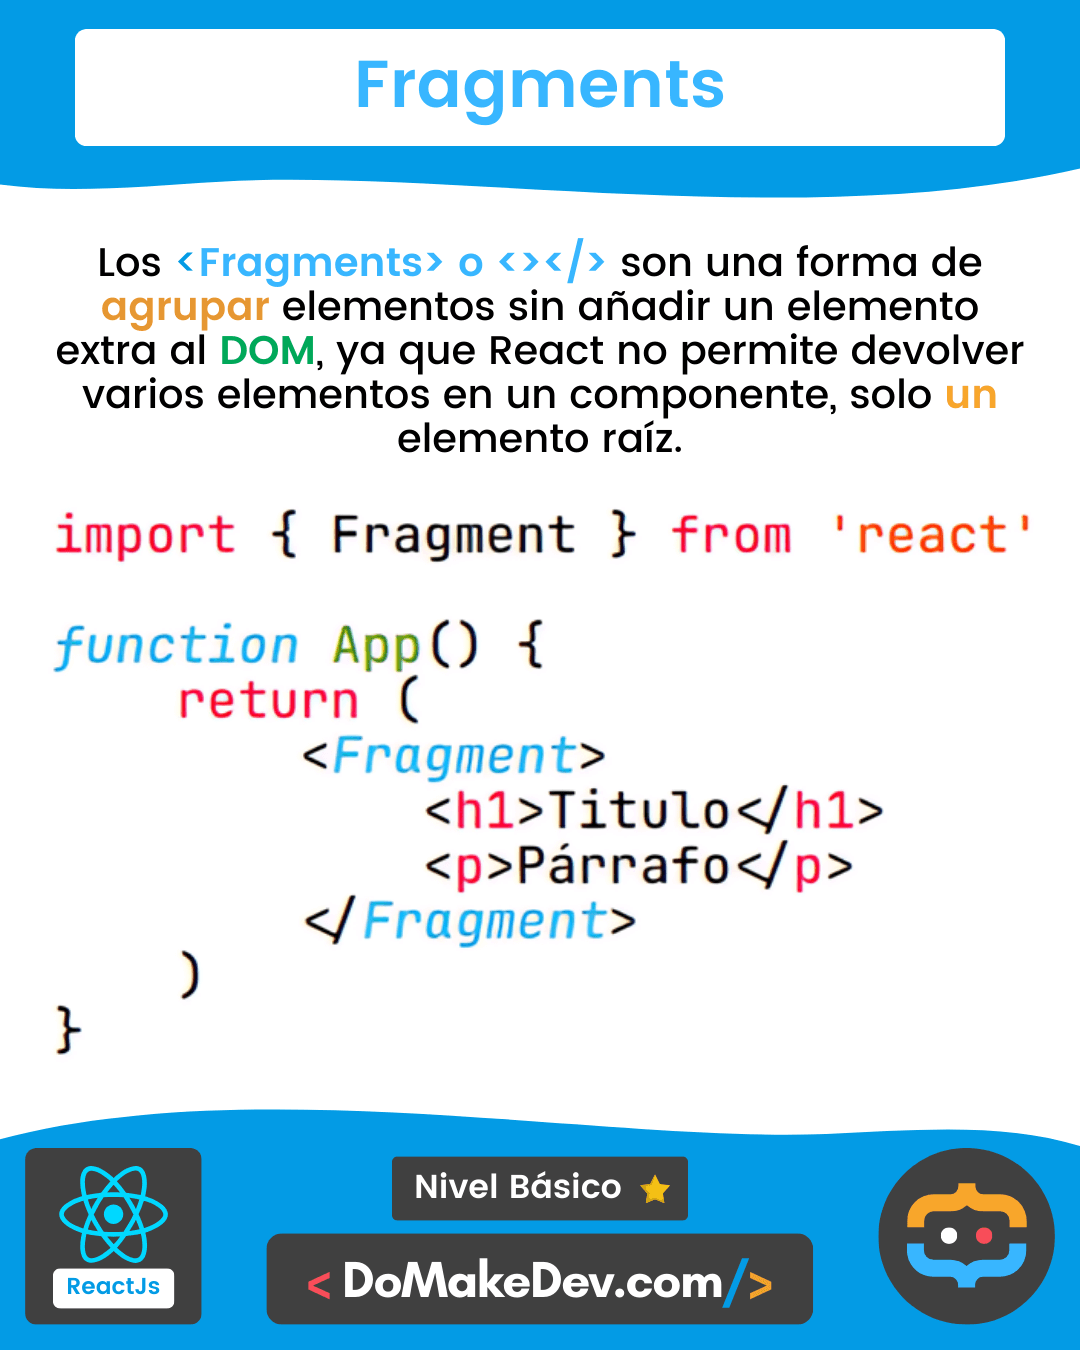 Fragments
Los <Fragments> o <></> son una forma de
agrupar elementos sin añadir un elemento
extra al DOM, ya que React no permite devolver
varios elementos en un componente, solo un
elemento raíz.
import { Fragment } from 'react'
function App() {
return (
<Fragment>
<h1>Titulo</h1>
<p>Párrafo</p>
</Fragment>
)
}
Nivel Básico
ReactJs
< DoMakeDev.com/>